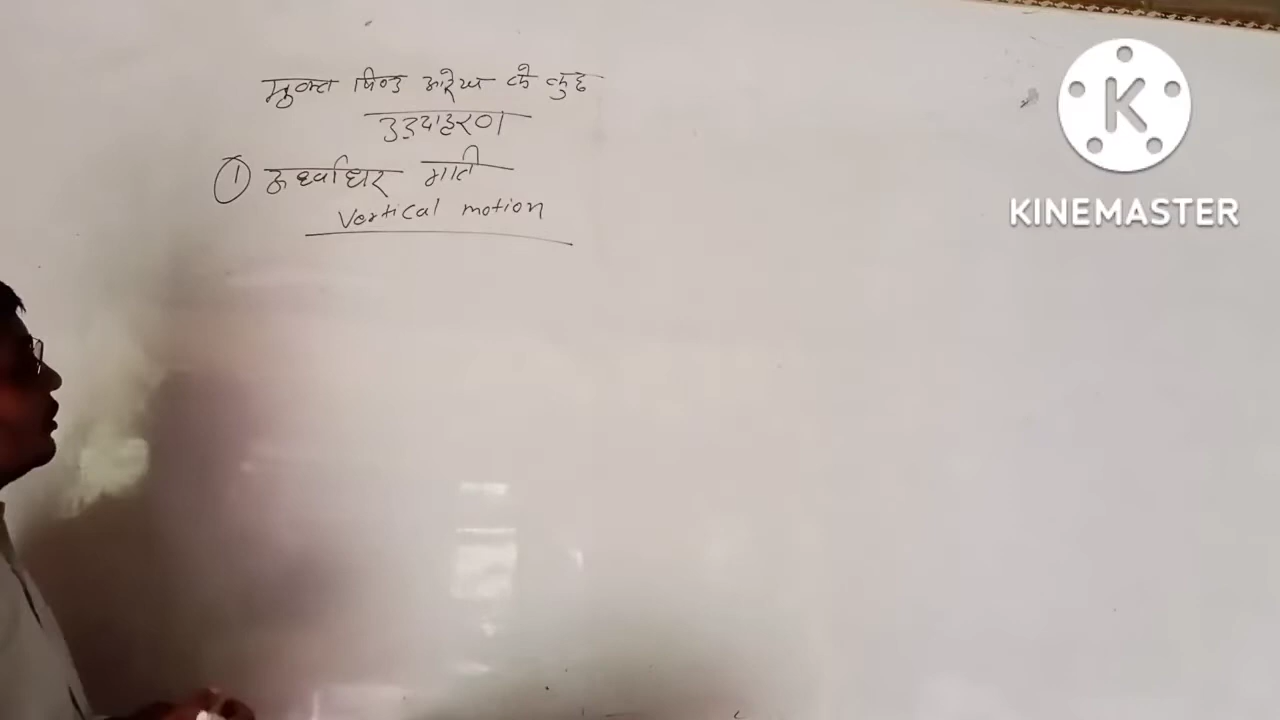 मुक्त पिण्ड आरेख के कुछ
उदाहरण
① ऊर्ध्वाधर गति
Vertical motion
K
KINEMASTER